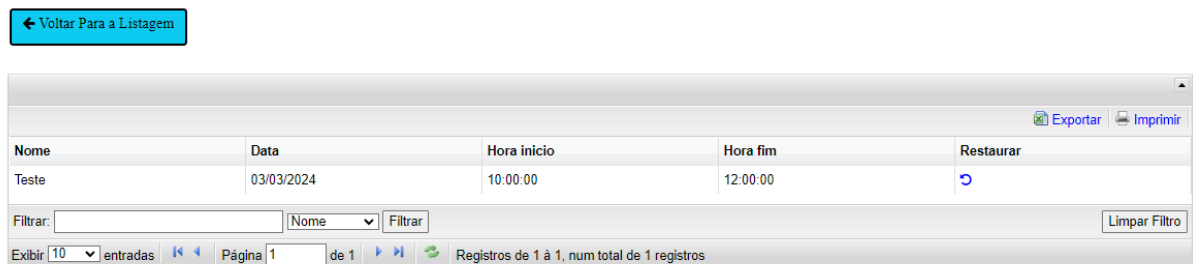 Voltar Para a Listagem
Exportar Imprimir
Nome Data Hora inicio Hora fim Restaurar
Teste 03/03/2024 10:00:00 12:00:00
Filtrar: Nome Filtrar Limpar Filtro
Exibir 10 entradas Página 1 de 1 Registros de 1 à 1, num total de 1 registros